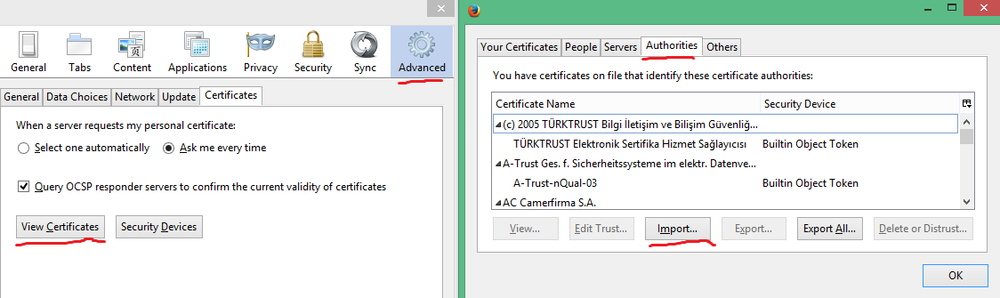 General
Tabs
Content
Applications
Privacy
Security
Sync
Advanced
General
Data Choices
Network
Update
Certificates
When a server requests my personal certificate:
Select one automatically
Ask me every time
Query OCSP responder servers to confirm the current validity of certificates
View Certificates
Security Devices
Your Certificates
People
Servers
Authorities
Others
You have certificates on file that identify these certificate authorities:
Certificate Name
Security Device
(c) 2005 TÜRKTRUST Bilgi İletişim ve Bilişim Güvenliğ...
TÜRKTRUST Elektronik Sertifika Hizmet Sağlayıcısı
Builtin Object Token
A-Trust Ges. f. Sicherheitssysteme im elektr. Datenve...
A-Trust-nQual-03
Builtin Object Token
AC Camerfirma S.A.
View...
Edit Trust...
Import...
Export...
Export All...
Delete or Distrust...
OK